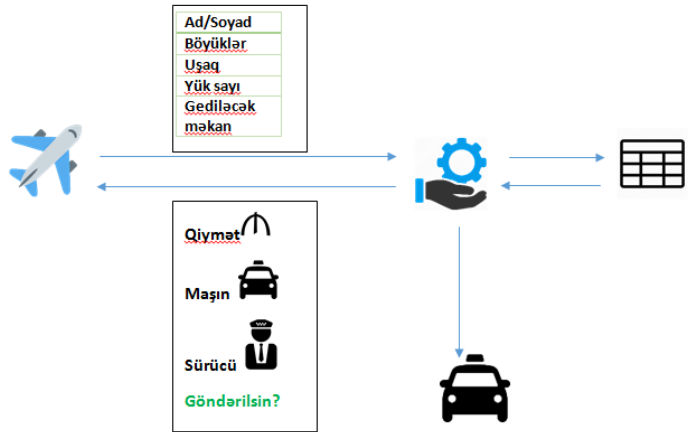 Ad/Soyad
Böyüklər
Uşaq
Yük sayı
Gediləcək
məkan
Qiymət
Maşın
Sürücü
Göndərilsin?